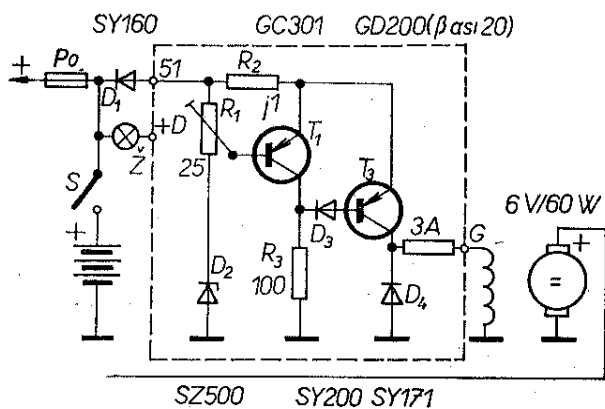 SY160 GC301 GD200(β asi 20)
+ Po. 51 R2
D1 +D R1 j1 T1
Ž 25 T3
S 6 V/60 W
+ D3 3A G +
R3
D2 100 D4 =
SZ500 SY200 SY171